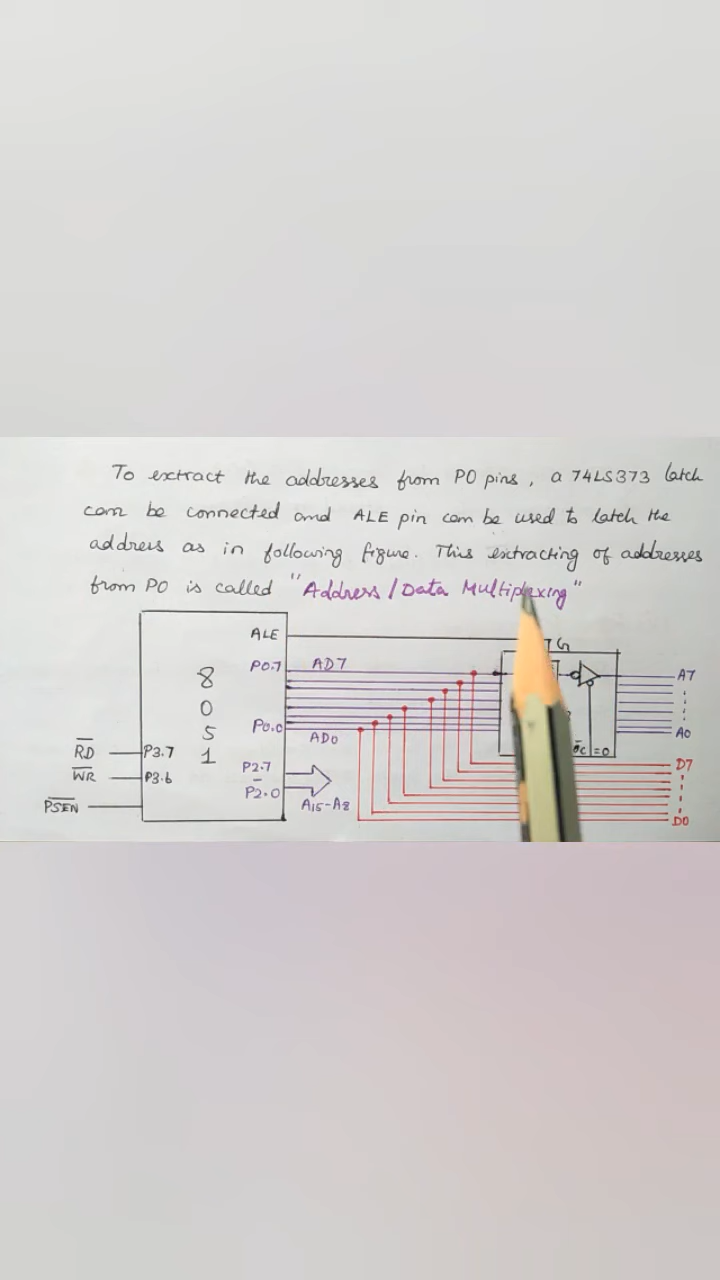 To extract the addresses from P0 pins, a 74LS373 latch
can be connected and ALE pin can be used to latch the
address as in following figure. This extracting of addresses
from P0 is called "Address / Data Multiplexing"
ALE
G
P0.7 AD7
A7
8
0
5
1
P0.0
AD0
A0
RD P3.7
OC = 0
WR P3.6
P2.7
D7
PSEN
P2.0
A15-A8
D0